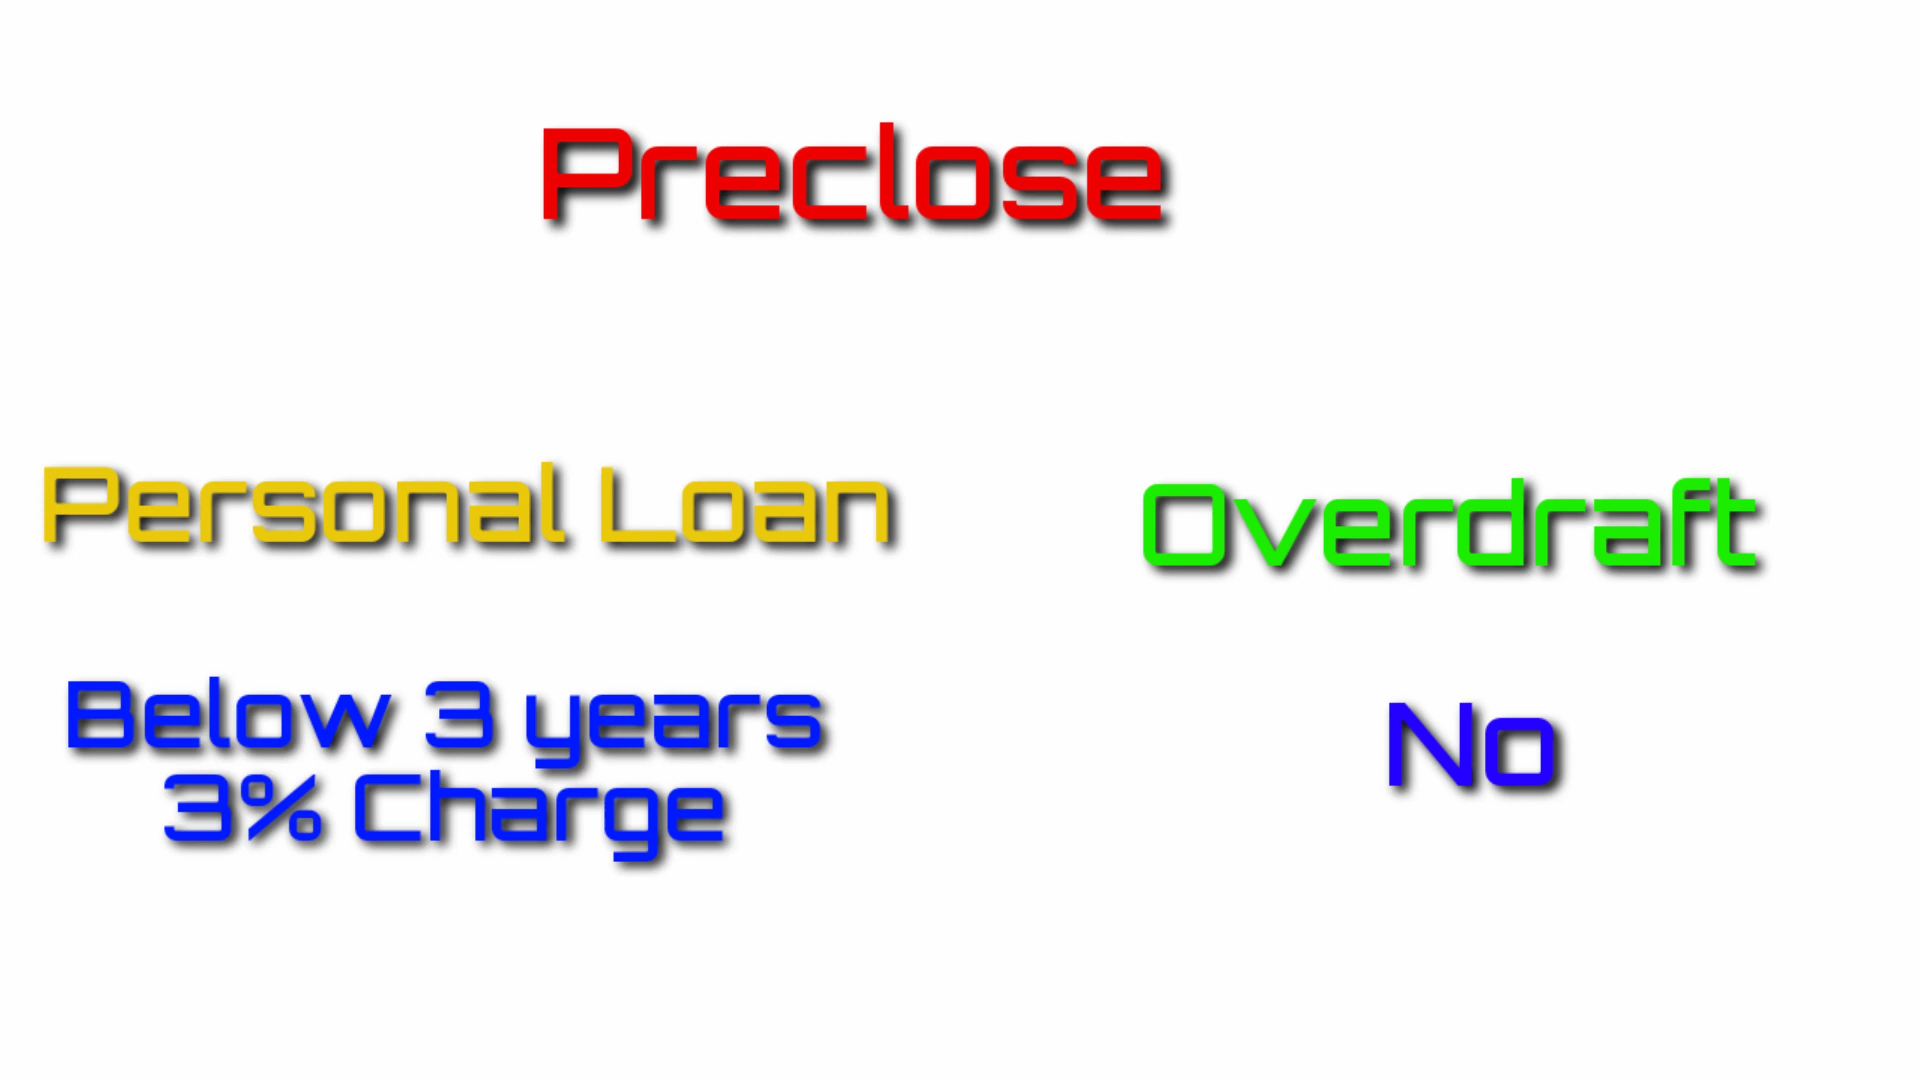 Preclose
Personal Loan
Overdraft
Below 3 years
3% Charge
No